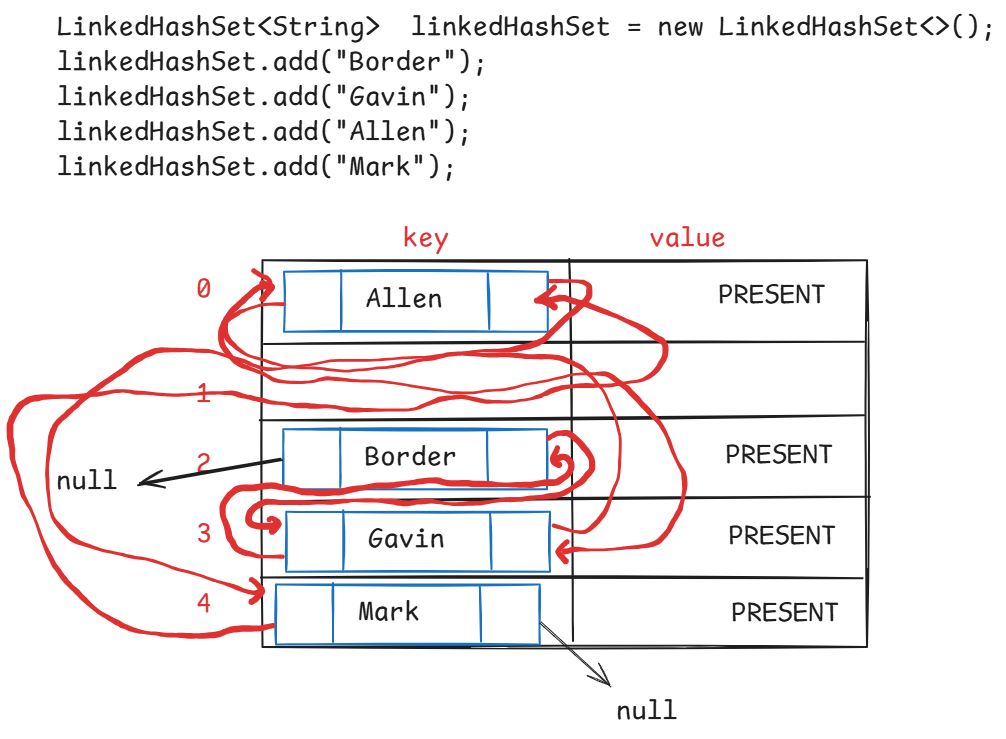 LinkedHashSet<String>  linkedHashSet = new LinkedHashSet<>();
linkedHashSet.add("Border");
linkedHashSet.add("Gavin");
linkedHashSet.add("Allen");
linkedHashSet.add("Mark");
key value
0 Allen PRESENT
1
2 Border PRESENT
null
3 Gavin PRESENT
4 Mark PRESENT
null